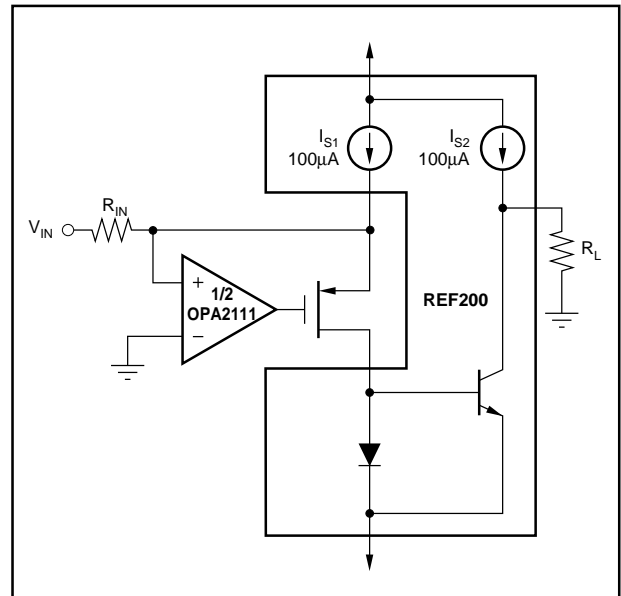 I_S1
100µA
I_S2
100µA
R_IN
V_IN
+
1/2
OPA2111
−
REF200
R_L